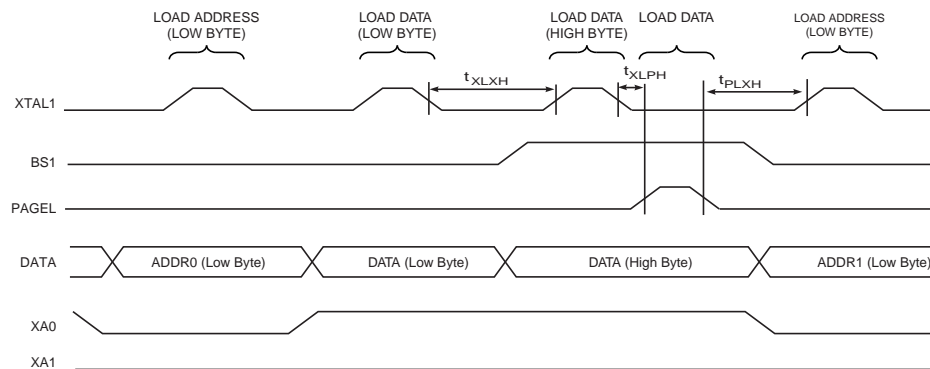 LOAD ADDRESS
(LOW BYTE)
LOAD DATA
(LOW BYTE)
LOAD DATA
(HIGH BYTE)
LOAD DATA
LOAD ADDRESS
(LOW BYTE)
tXLXH
tXLPH
tPLXH
XTAL1
BS1
PAGEL
DATA
ADDR0 (Low Byte)
DATA (Low Byte)
DATA (High Byte)
ADDR1 (Low Byte)
XA0
XA1